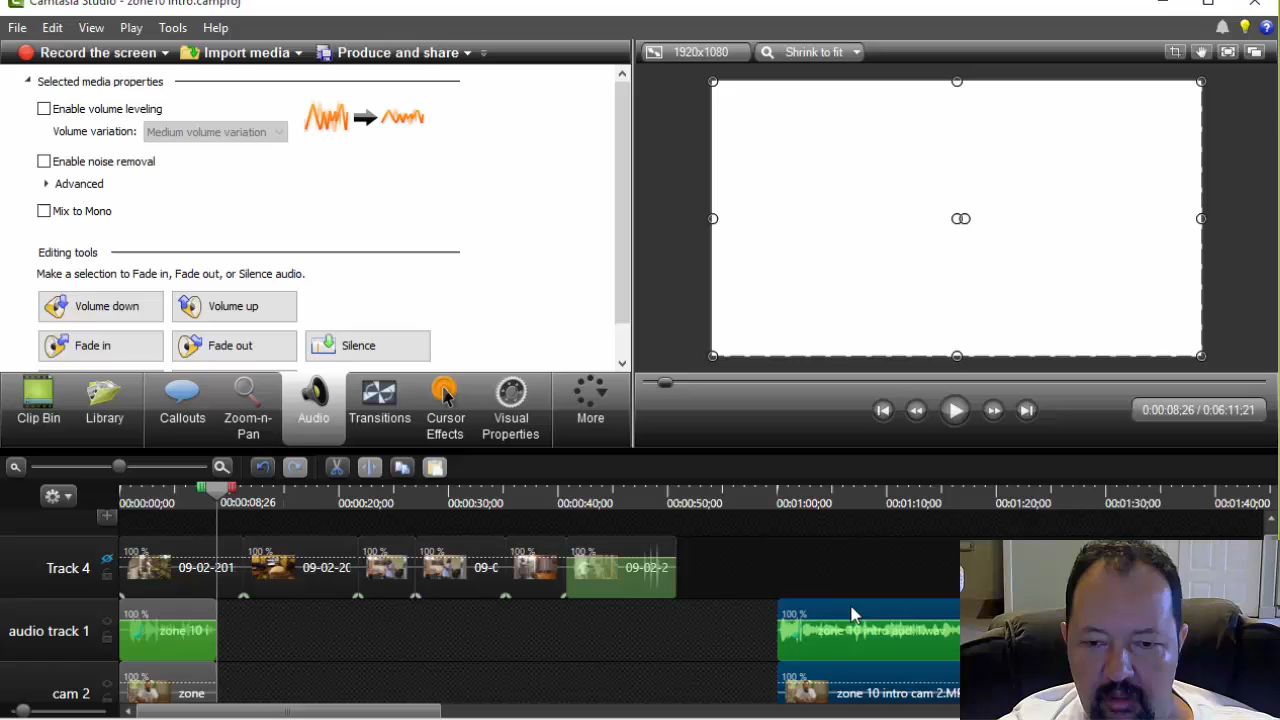 Camtasia Studio - zone10 intro.camproj
File Edit View Play Tools Help
Record the screen Import media Produce and share
1920x1080 Shrink to fit
Selected media properties
Enable volume leveling
Volume variation: Medium volume variation
Enable noise removal
Advanced
Mix to Mono
Editing tools
Make a selection to Fade in, Fade out, or Silence audio.
Volume down Volume up
Fade in Fade out Silence
Clip Bin Library Callouts Zoom-n-Pan Audio Transitions Cursor Effects Visual Properties More
0:00:08;26 / 0:06:11;21
00:00:00;00 00:00:08;26 00:00:20;00 00:00:30;00 00:00:40;00 00:00:50;00 00:01:00;00 00:01:10;00 00:01:20;00 00:01:30;00 00:01:40;00
Track 4 100 % 09-02-201 100 % 09-02-20 100 % 100 % 09-0 100 % 100 % 09-02-2
audio track 1 100 % zone 10 i 100 % zone 10 intro audi 1.wav
cam 2 100 % zone 100 % zone 10 intro cam 2.MP